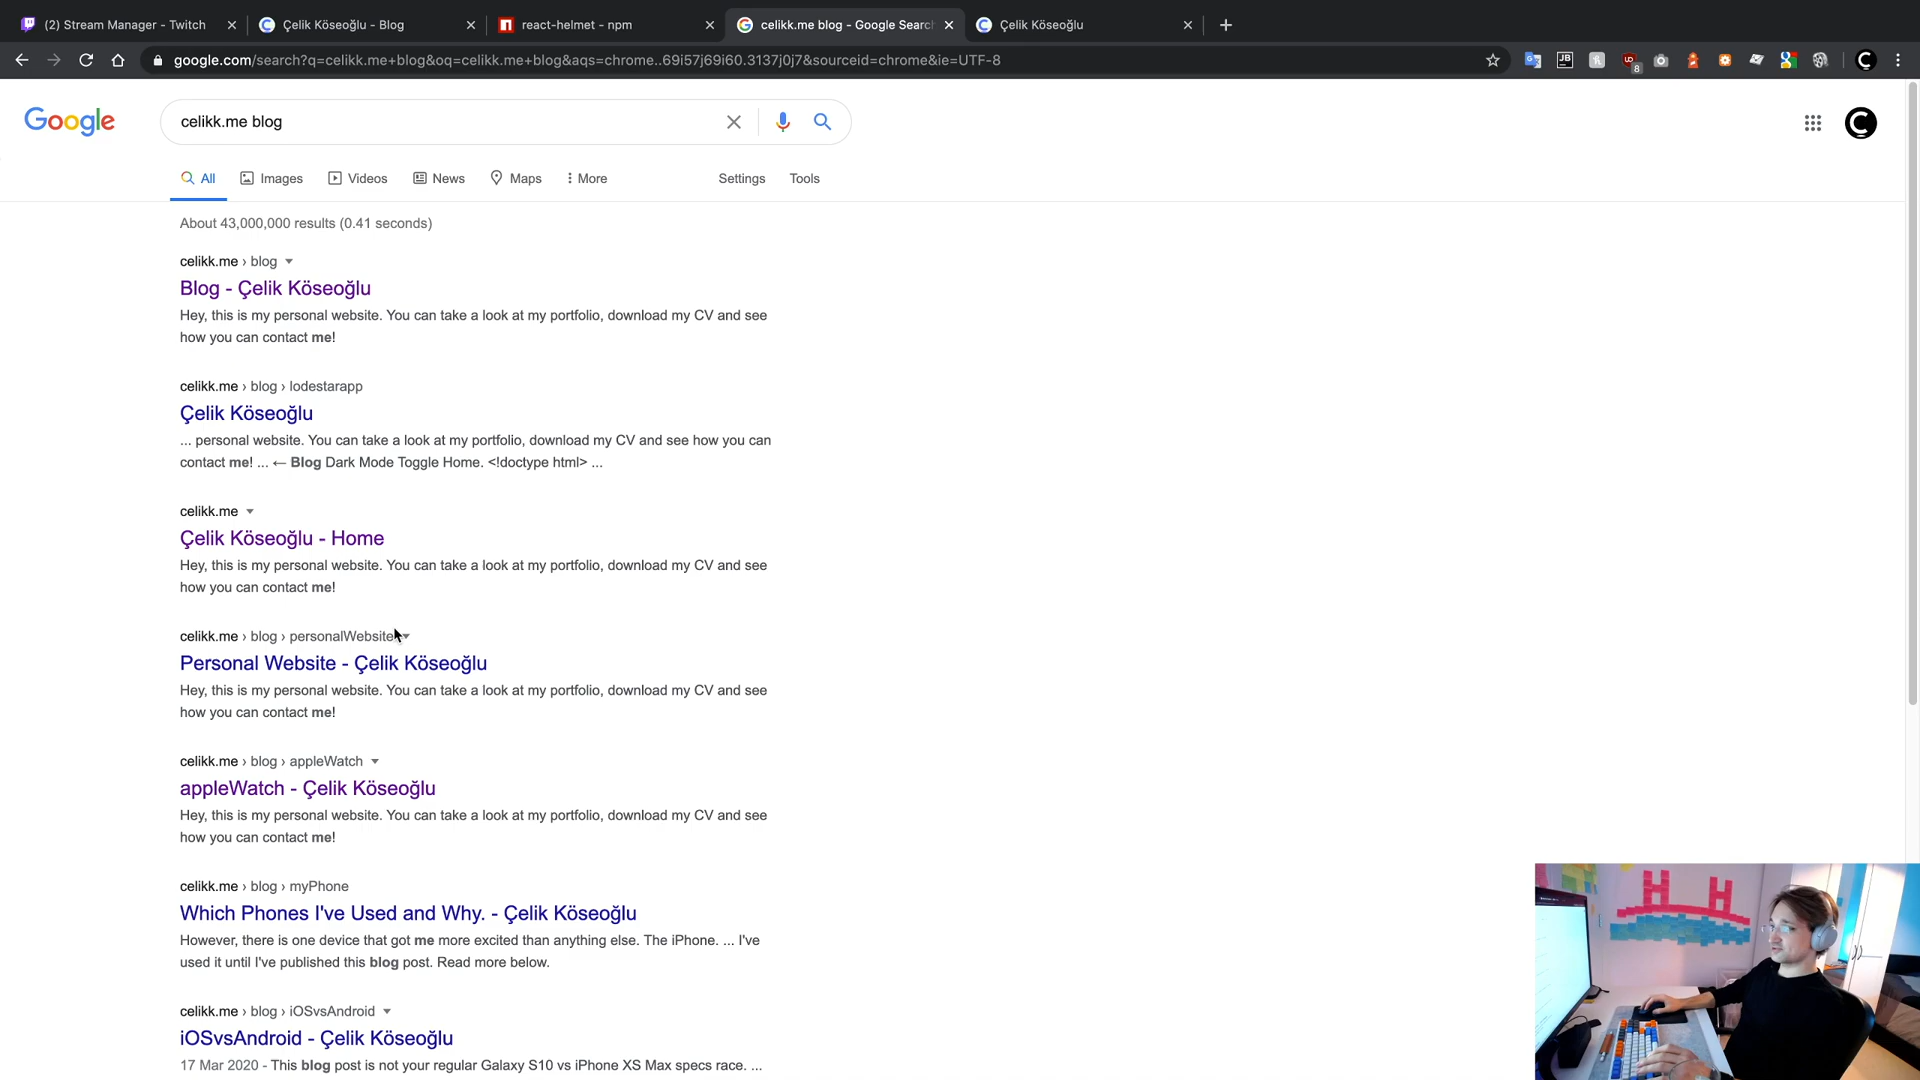 (2) Stream Manager - Twitch
Çelik Köseoğlu - Blog
react-helmet - npm
celikk.me blog - Google Search
Çelik Köseoğlu
google.com/search?q=celikk.me+blog&oq=celikk.me+blog&aqs=chrome..69i57j69i60.3137j0j7&sourceid=chrome&ie=UTF-8
Google
celikk.me blog
All
Images
Videos
News
Maps
More
Settings
Tools
About 43,000,000 results (0.41 seconds)
celikk.me › blog
Blog - Çelik Köseoğlu
Hey, this is my personal website. You can take a look at my portfolio, download my CV and see
how you can contact me!
celikk.me › blog › lodestarapp
Çelik Köseoğlu
... personal website. You can take a look at my portfolio, download my CV and see how you can
contact me! ... ← Blog Dark Mode Toggle Home. <!doctype html> ...
celikk.me
Çelik Köseoğlu - Home
Hey, this is my personal website. You can take a look at my portfolio, download my CV and see
how you can contact me!
celikk.me › blog › personalWebsite
Personal Website - Çelik Köseoğlu
Hey, this is my personal website. You can take a look at my portfolio, download my CV and see
how you can contact me!
celikk.me › blog › appleWatch
appleWatch - Çelik Köseoğlu
Hey, this is my personal website. You can take a look at my portfolio, download my CV and see
how you can contact me!
celikk.me › blog › myPhone
Which Phones I've Used and Why. - Çelik Köseoğlu
However, there is one device that got me more excited than anything else. The iPhone. ... I've
used it until I've published this blog post. Read more below.
celikk.me › blog › iOSvsAndroid
iOSvsAndroid - Çelik Köseoğlu
17 Mar 2020 - This blog post is not your regular Galaxy S10 vs iPhone XS Max specs race. ...